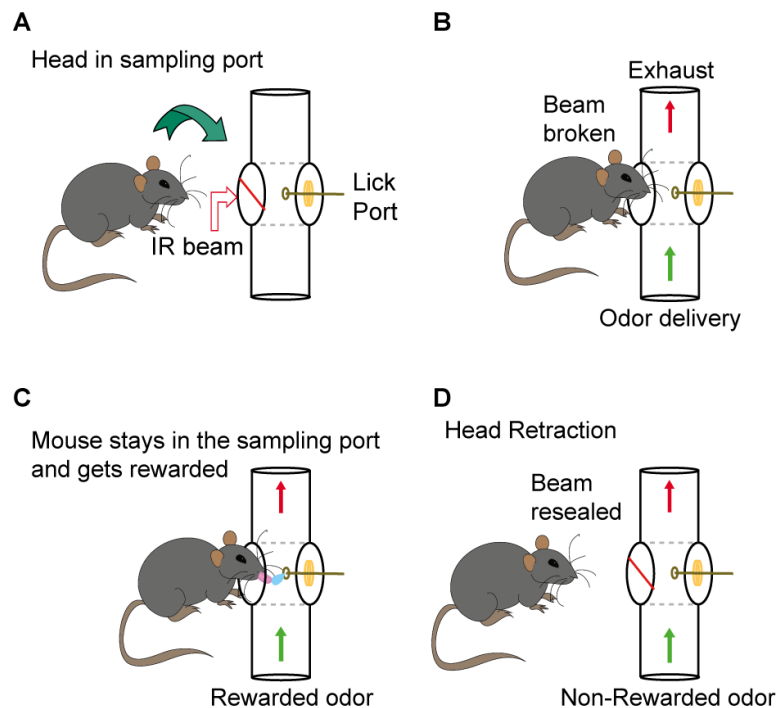 A
Head in sampling port
IR beam
Lick
Port
B
Exhaust
Beam
broken
Odor delivery
C
Mouse stays in the sampling port
and gets rewarded
Rewarded odor
D
Head Retraction
Beam
resealed
Non-Rewarded odor